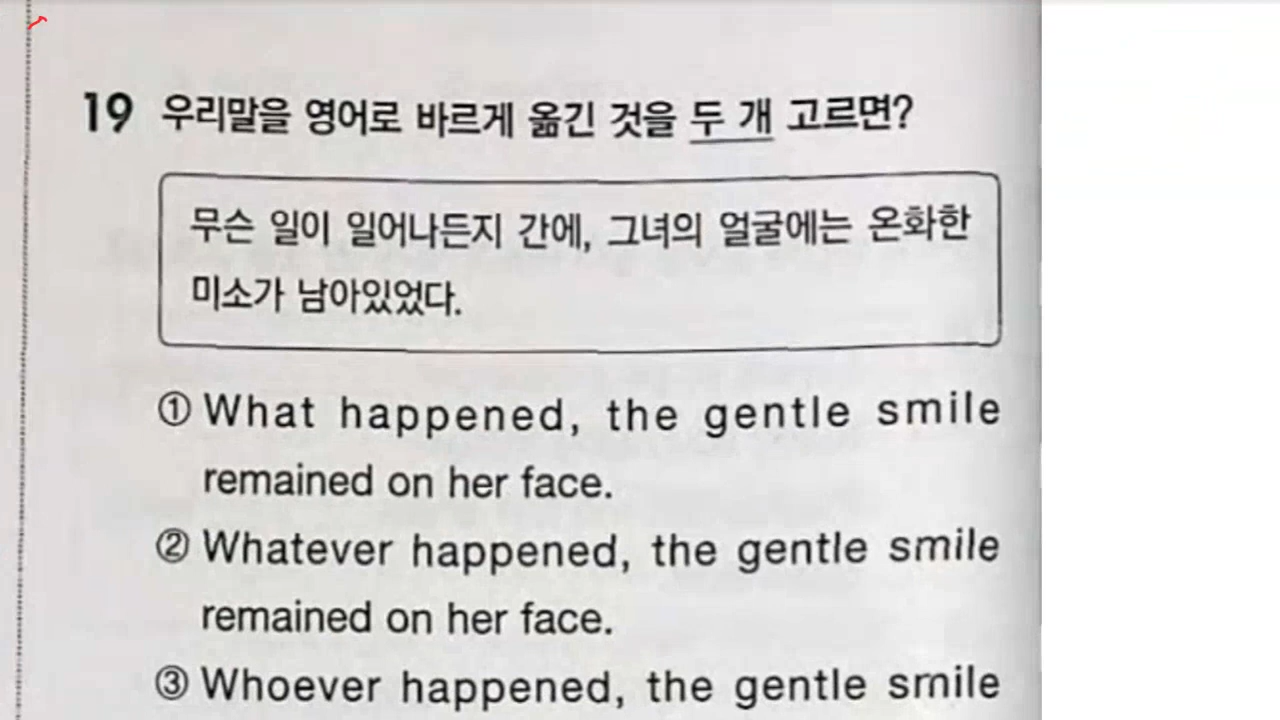 19 우리말을 영어로 바르게 옮긴 것을 두 개 고르면?
무슨 일이 일어나든지 간에, 그녀의 얼굴에는 온화한
미소가 남아있었다.
① What happened, the gentle smile
remained on her face.
② Whatever happened, the gentle smile
remained on her face.
③ Whoever happened, the gentle smile